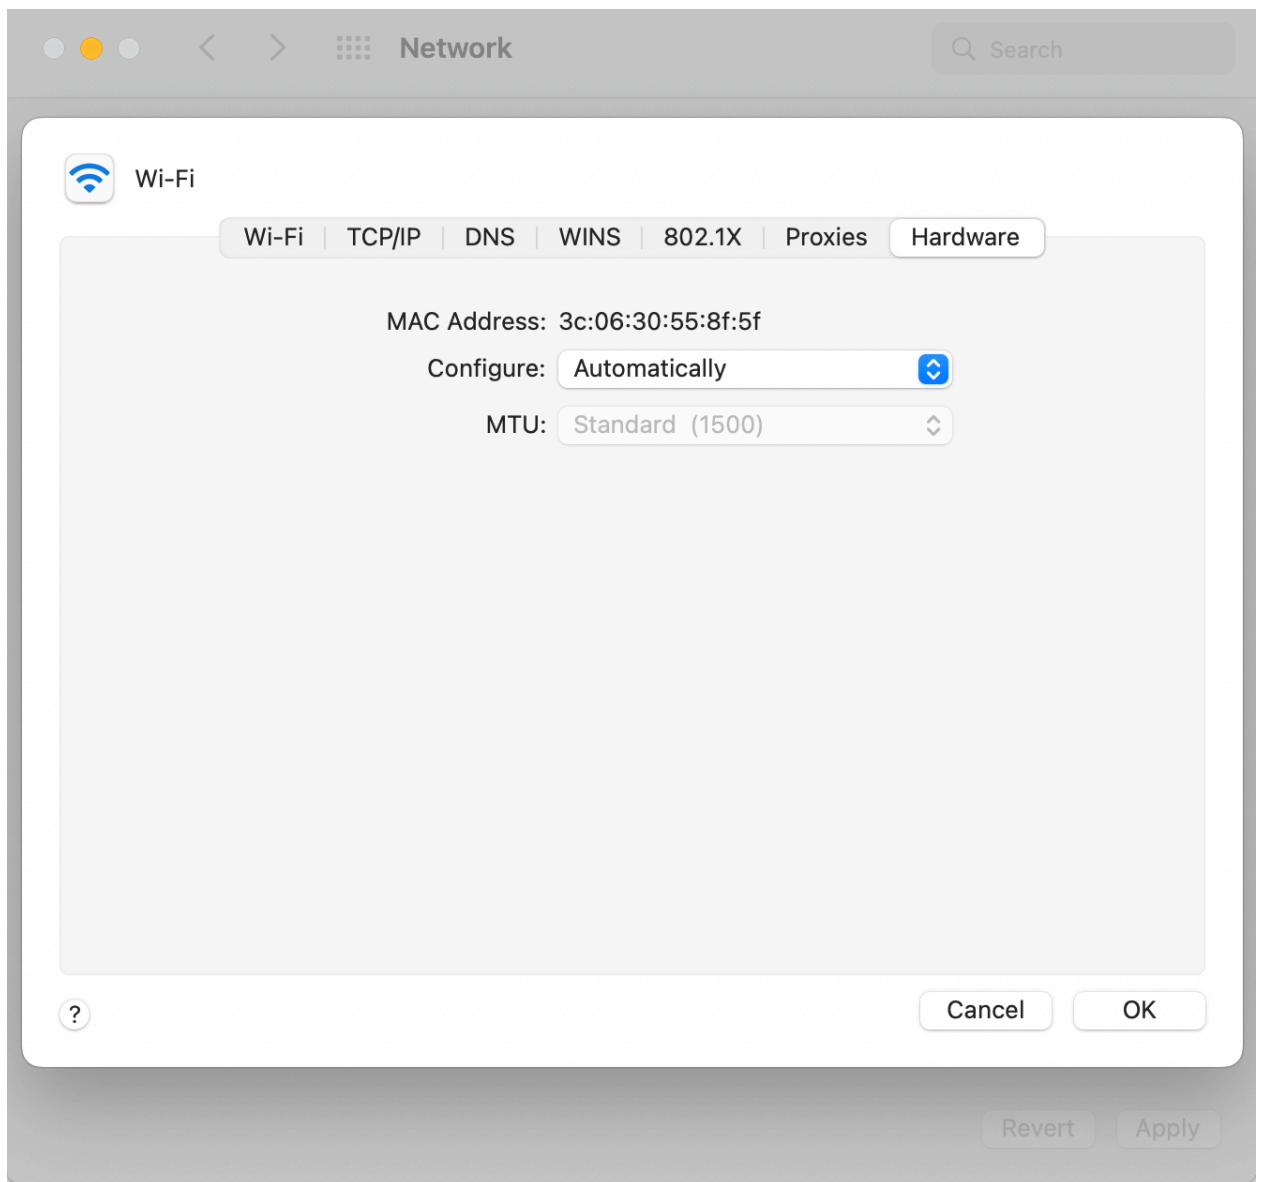 Network
Search
Wi-Fi
Wi-Fi TCP/IP DNS WINS 802.1X Proxies Hardware
MAC Address: 3c:06:30:55:8f:5f
Configure: Automatically
MTU: Standard (1500)
? Cancel OK
Revert Apply